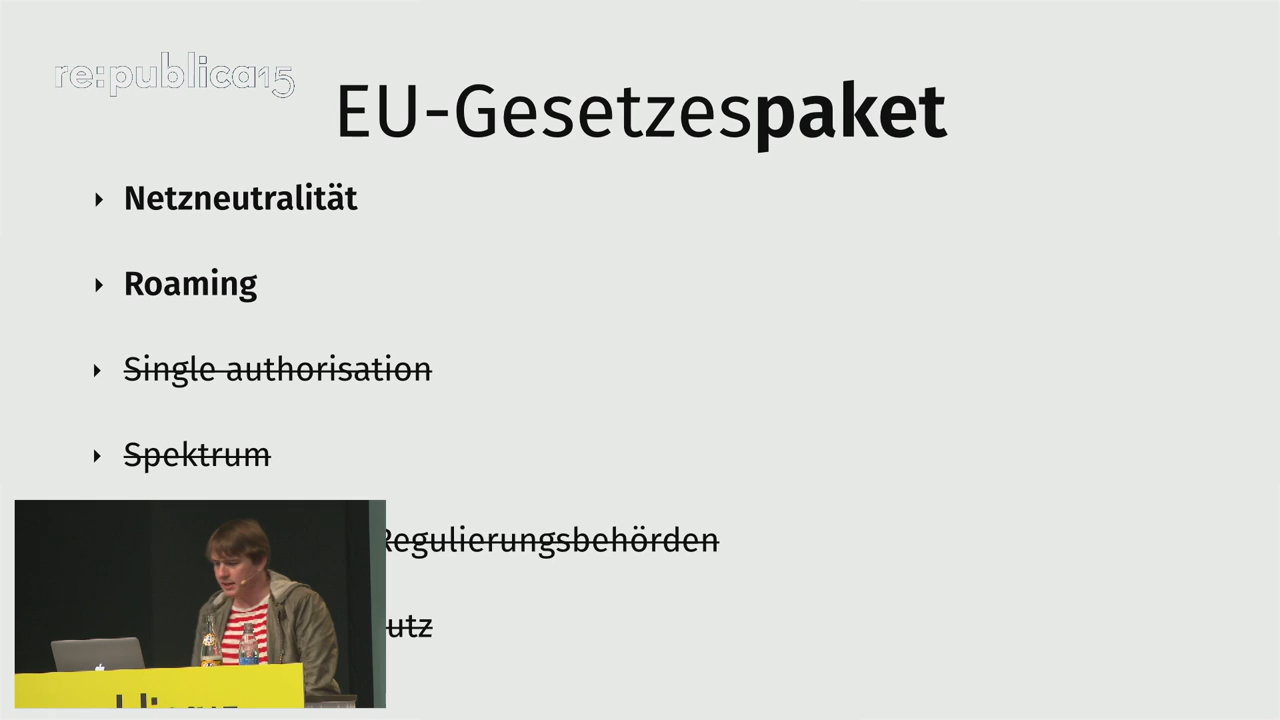 re:publica15
EU-Gesetzespaket
Netzneutralität
Roaming
Single authorisation
Spektrum
Regulierungsbehörden
utz